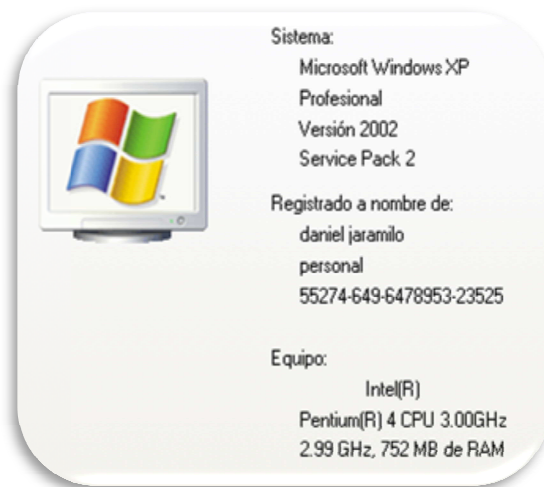 Sistema:
Microsoft Windows XP
Profesional
Versión 2002
Service Pack 2
Registrado a nombre de:
daniel jaramilo
personal
55274-649-6478953-23525
Equipo:
Intel(R)
Pentium(R) 4 CPU 3.00GHz
2.99 GHz, 752 MB de RAM